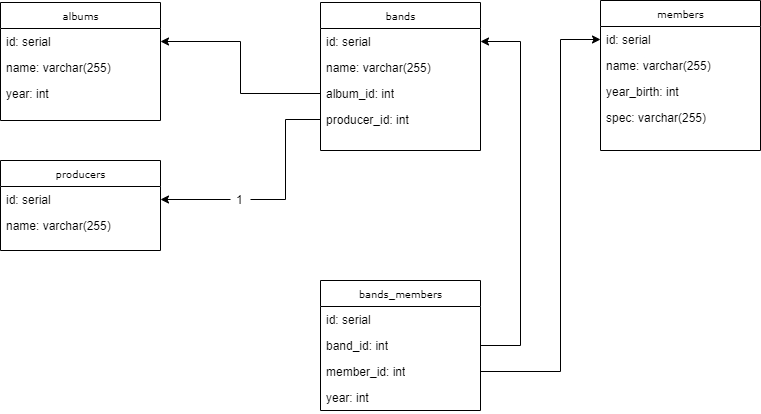 albums
id: serial
name: varchar(255)
year: int
bands
id: serial
name: varchar(255)
album_id: int
producer_id: int
members
id: serial
name: varchar(255)
year_birth: int
spec: varchar(255)
producers
id: serial
name: varchar(255)
1
bands_members
id: serial
band_id: int
member_id: int
year: int